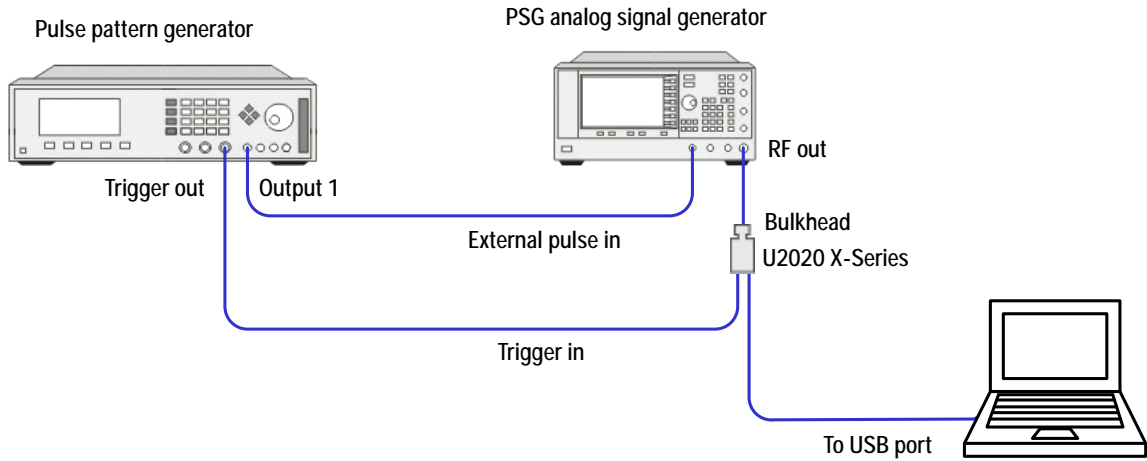 Pulse pattern generator
PSG analog signal generator
RF out
Trigger out
Output 1
External pulse in
Bulkhead
U2020 X-Series
Trigger in
To USB port